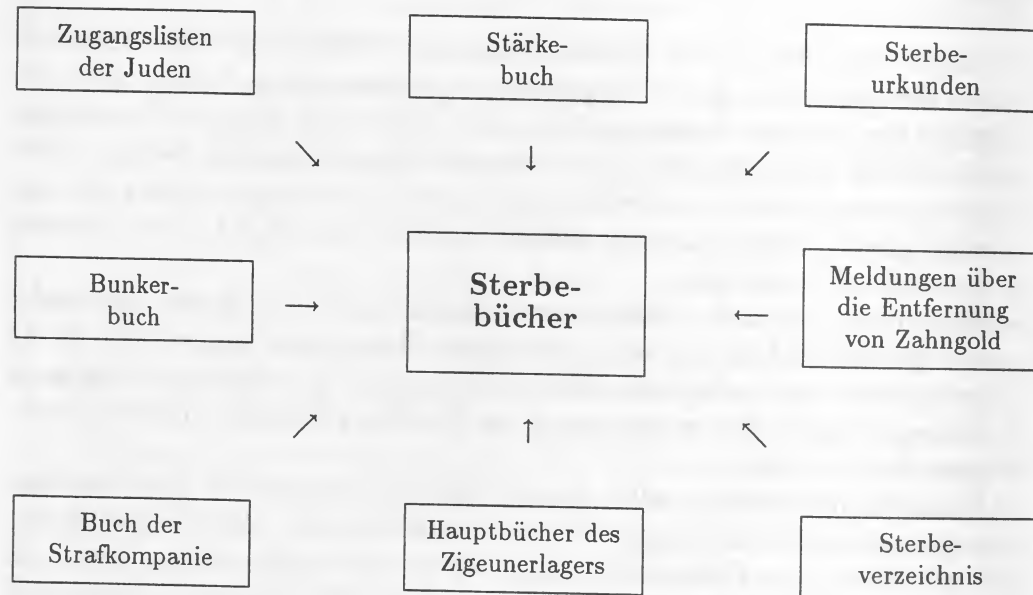 Zugangslisten
der Juden
Stärke-
buch
Sterbe-
urkunden
Bunker-
buch
Sterbe-
bücher
Meldungen über
die Entfernung
von Zahngold
Buch der
Strafkompanie
Hauptbücher des
Zigeunerlagers
Sterbe-
verzeichnis